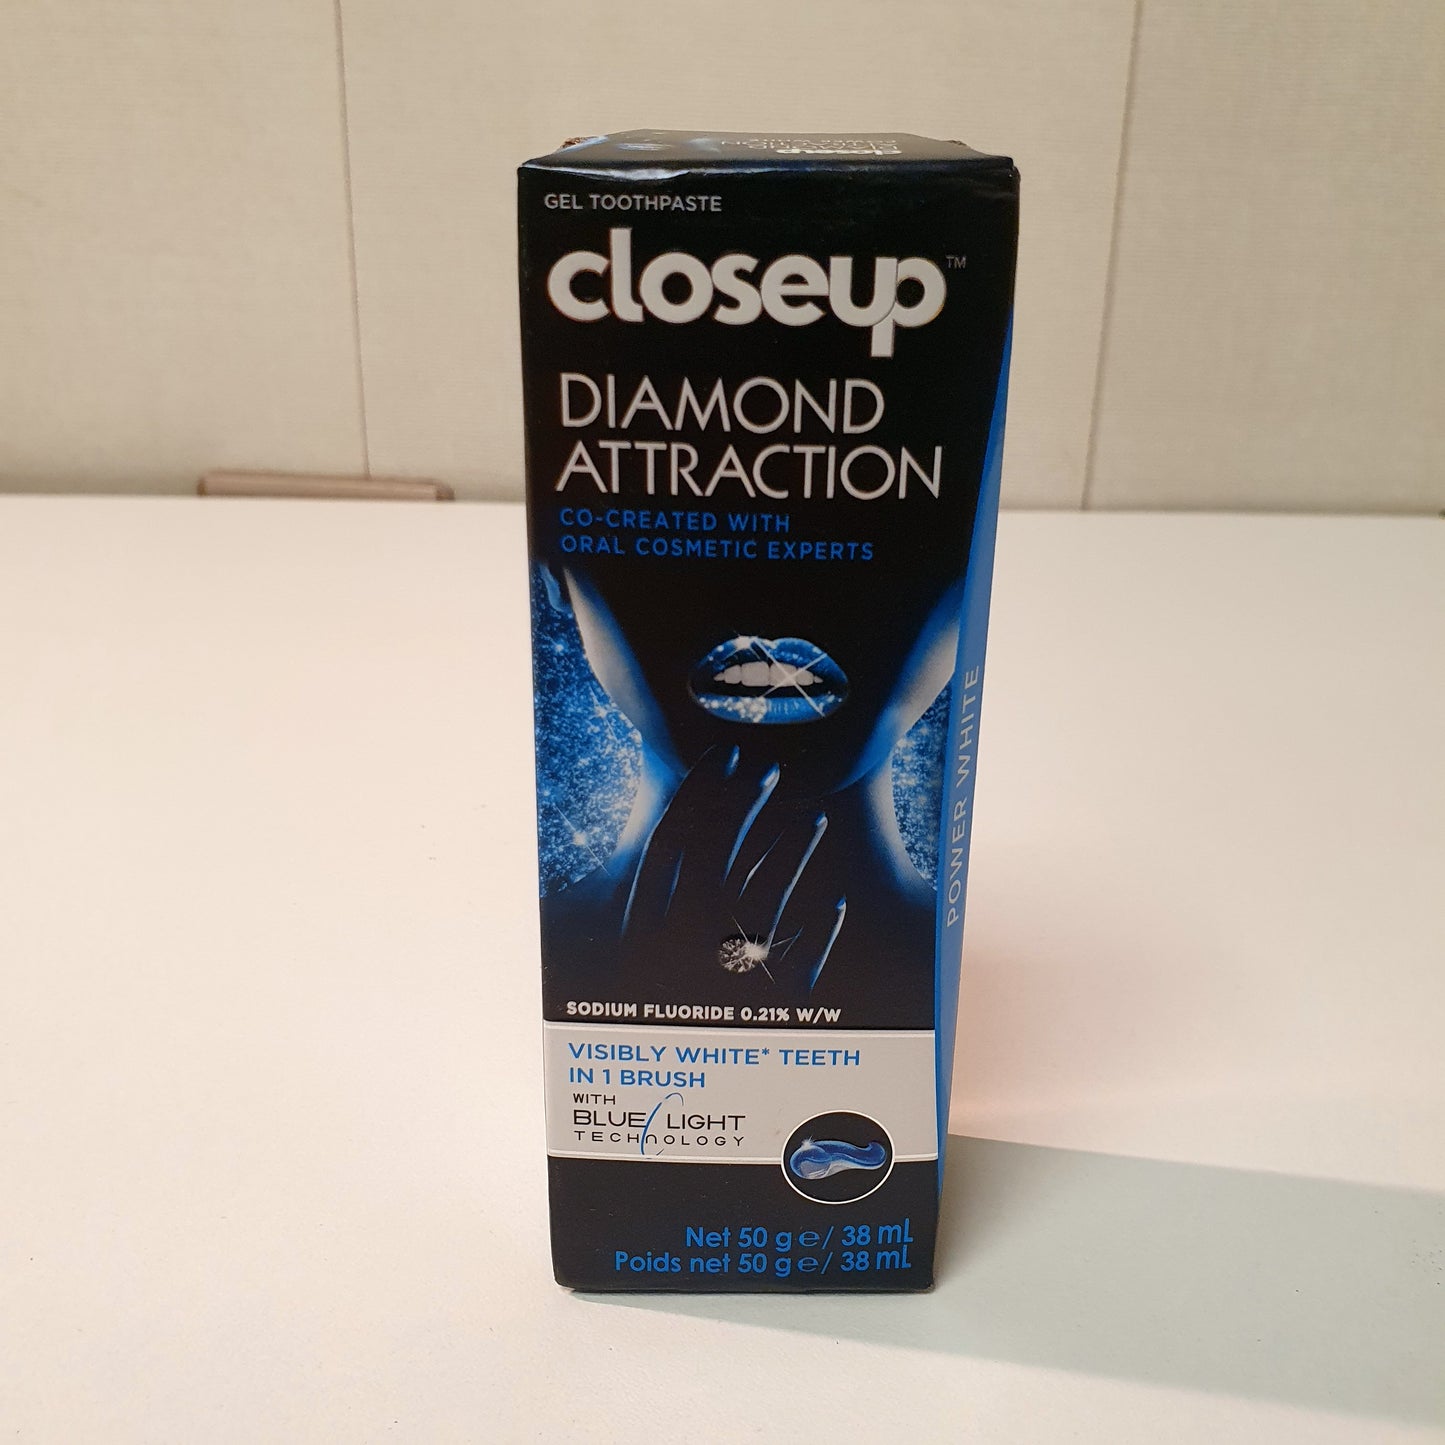 closeup
GEL TOOTHPASTE
closeup™
DIAMOND
ATTRACTION
CO-CREATED WITH
ORAL COSMETIC EXPERTS
POWER WHITE
SODIUM FLUORIDE 0.21% W/W
VISIBLY WHITE* TEETH
IN 1 BRUSH
WITH
BLUE LIGHT
TECHNOLOGY
Net 50 g ℮/ 38 mL
Poids net 50 g ℮/ 38 mL